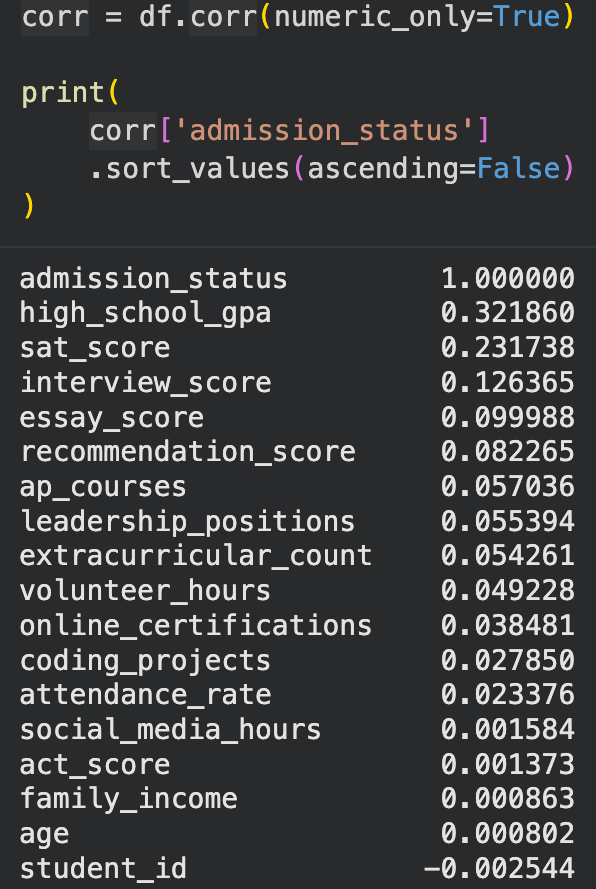 corr = df.corr(numeric_only=True)
print(
corr['admission_status']
.sort_values(ascending=False)
)
admission_status 1.000000
high_school_gpa 0.321860
sat_score 0.231738
interview_score 0.126365
essay_score 0.099988
recommendation_score 0.082265
ap_courses 0.057036
leadership_positions 0.055394
extracurricular_count 0.054261
volunteer_hours 0.049228
online_certifications 0.038481
coding_projects 0.027850
attendance_rate 0.023376
social_media_hours 0.001584
act_score 0.001373
family_income 0.000863
age 0.000802
student_id -0.002544